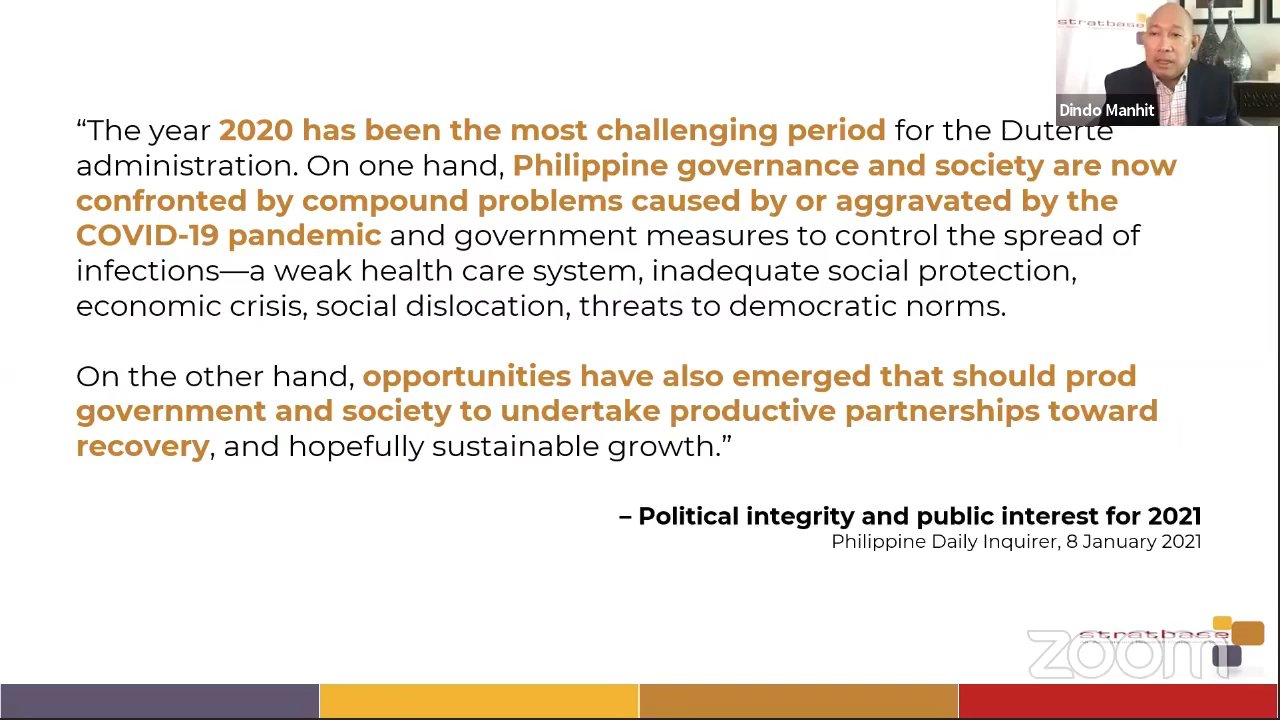 stratbase
Dindo Manhit
“The year 2020 has been the most challenging period for the Duterte
administration. On one hand, Philippine governance and society are now
confronted by compound problems caused by or aggravated by the
COVID-19 pandemic and government measures to control the spread of
infections—a weak health care system, inadequate social protection,
economic crisis, social dislocation, threats to democratic norms.
On the other hand, opportunities have also emerged that should prod
government and society to undertake productive partnerships toward
recovery, and hopefully sustainable growth.”
– Political integrity and public interest for 2021
Philippine Daily Inquirer, 8 January 2021
stratbase
zoom